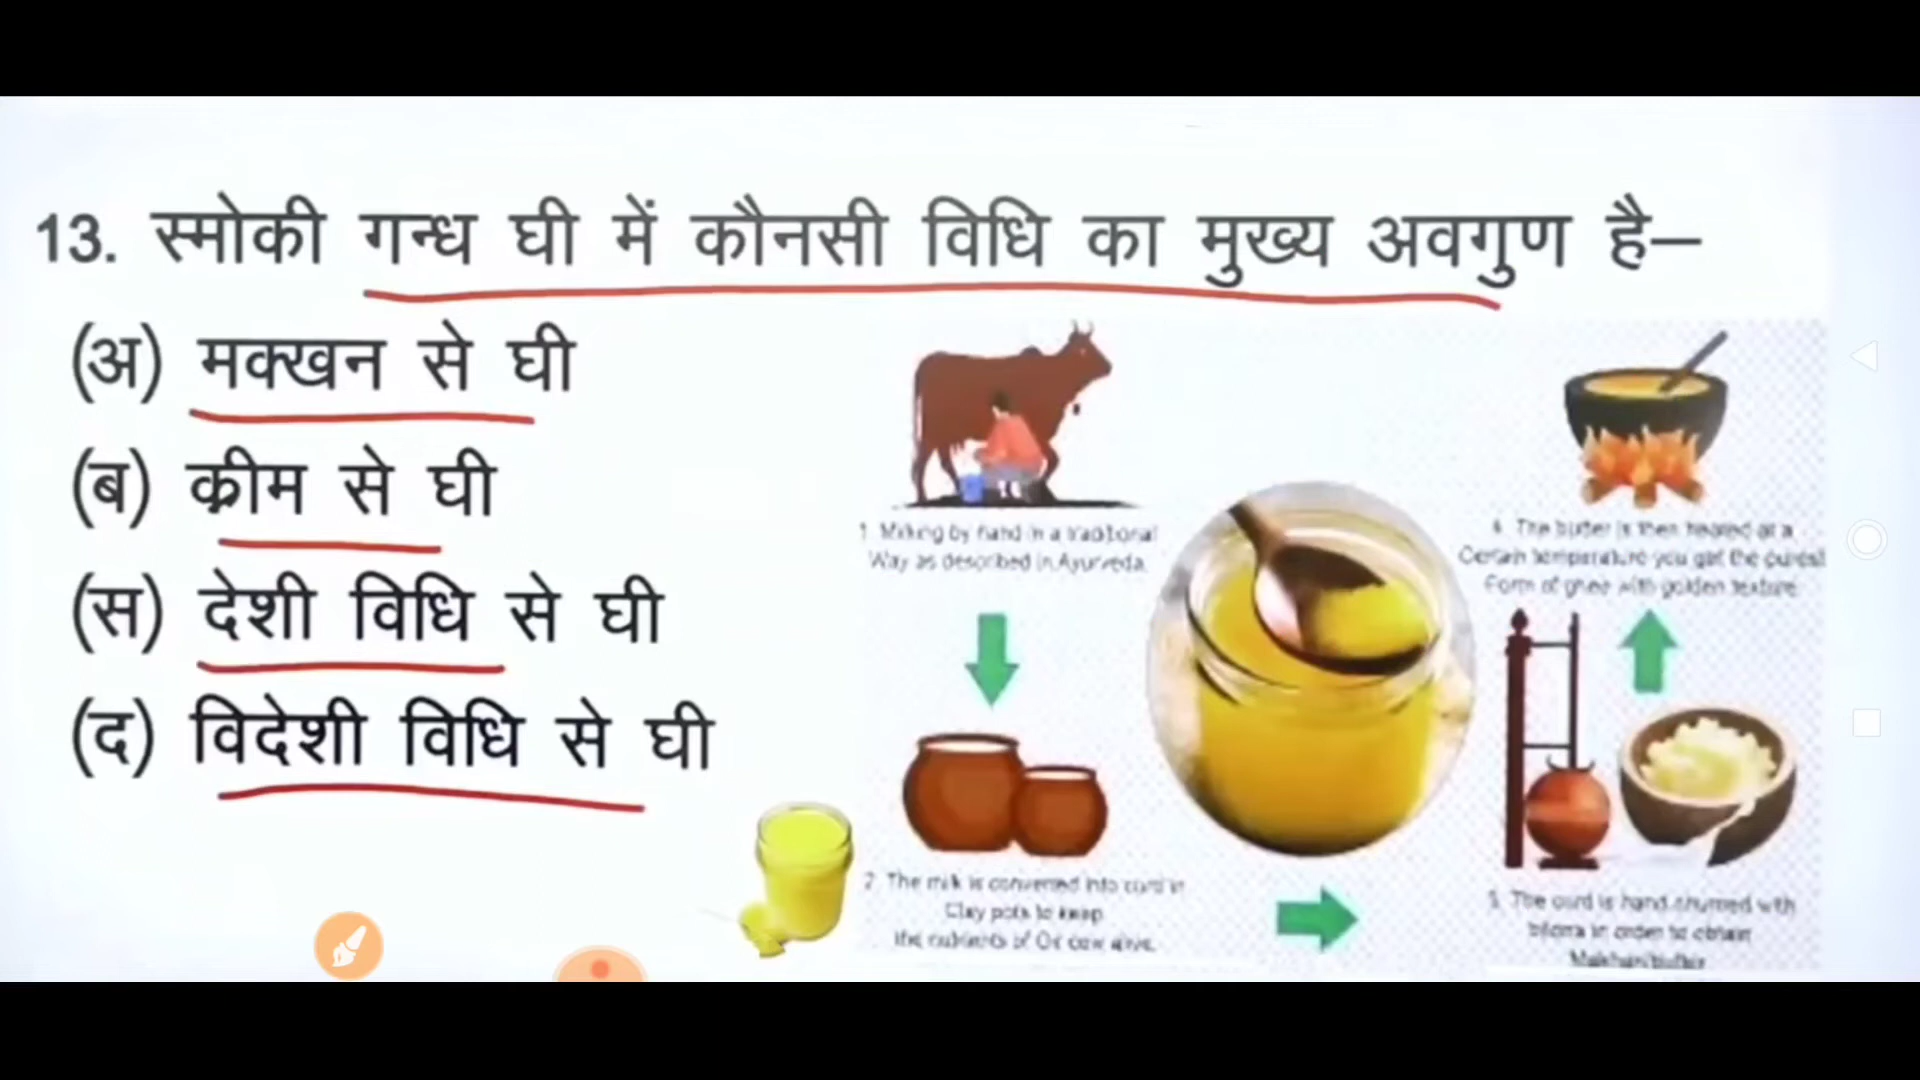 13. स्मोकी गन्ध घी में कौनसी विधि का मुख्य अवगुण है–
(अ) मक्खन से घी
(ब) क्रीम से घी
(स) देशी विधि से घी
(द) विदेशी विधि से घी
1. Milking by hand in a traditional
Way as described in Ayurveda.
2. The milk is converted into curd in
Clay pots to keep
the nutrients of cow alive.
The curd is hand churned with
in order to obtain
4. The butter is then heated at a
Certain temperature you get the purest
Form of ghee with golden texture.